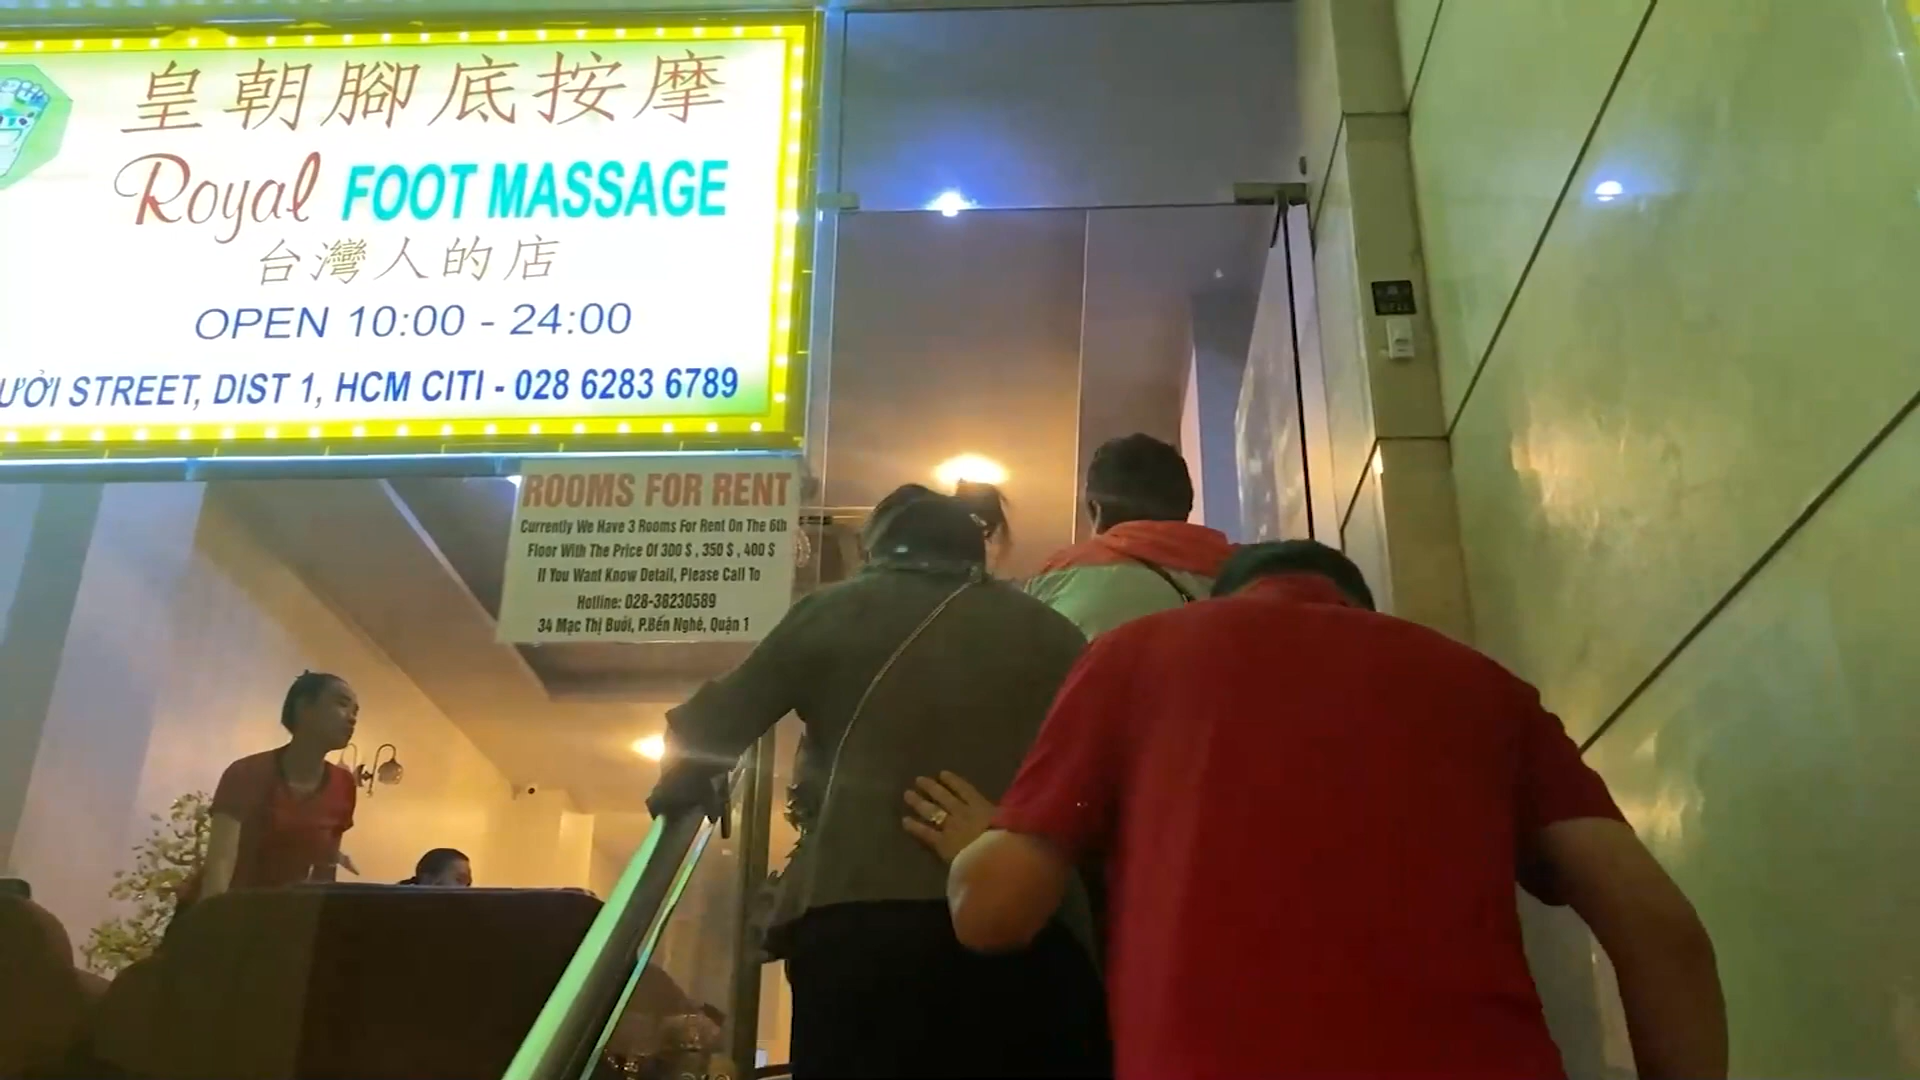 皇朝腳底按摩
Royal FOOT MASSAGE
台灣人的店
OPEN 10:00 - 24:00
ƯỞI STREET, DIST 1, HCM CITI - 028 6283 6789
ROOMS FOR RENT
Currently We Have 3 Rooms For Rent On The 6th
Floor With The Price Of 300 $ , 350 $ , 400 $
If You Want Know Detail, Please Call To
Hotline: 028-38230589
34 Mạc Thị Bưởi, P.Bến Nghé, Quận 1